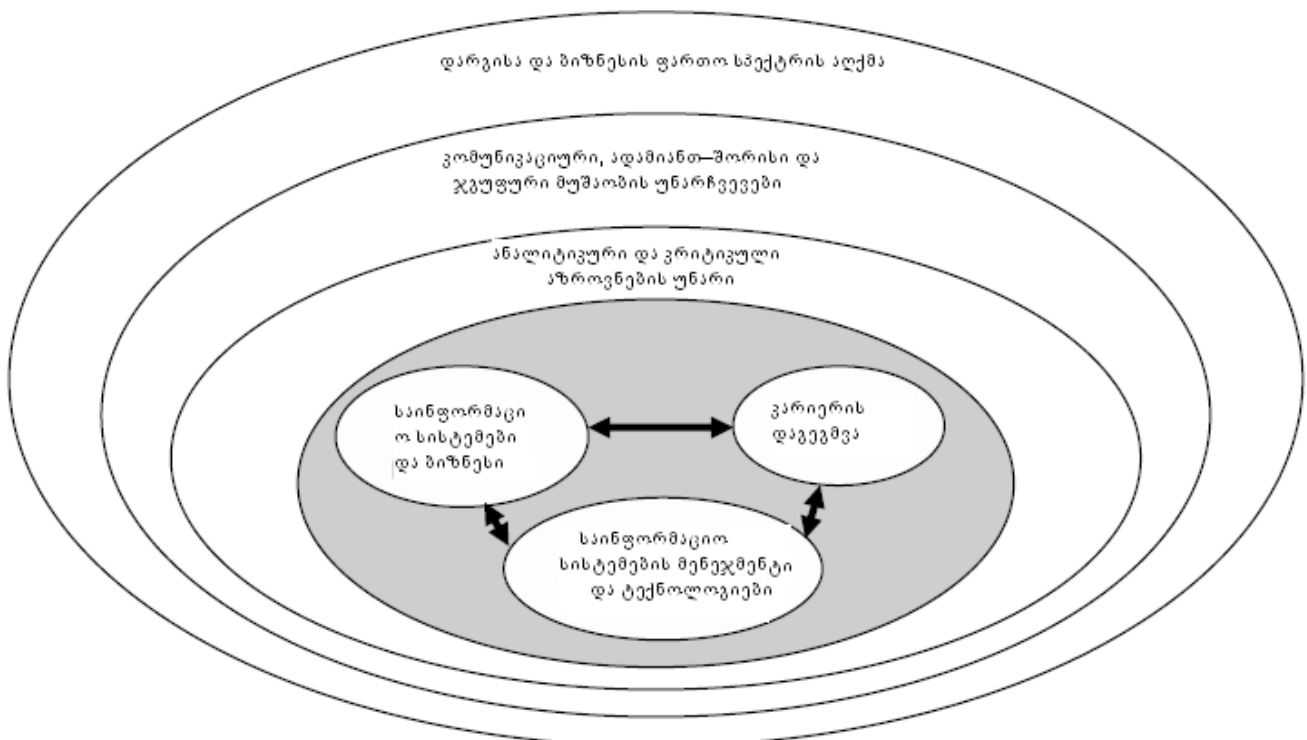 დარგისა და ბიზნესის ფართო სპექტრის აღქმა
კომუნიკაციური, ადამიანთ–შორისი და
ჯგუფური მუშაობის უნარჩვევები
ანალიტიკური და კრიტიკული
აზროვნების უნარი
საინფორმაცი
ო სისტემები
და ბიზნესი
კარიერის
დაგეგმვა
საინფორმაციო
სისტემების მენეჯმენტი
და ტექნოლოგიები